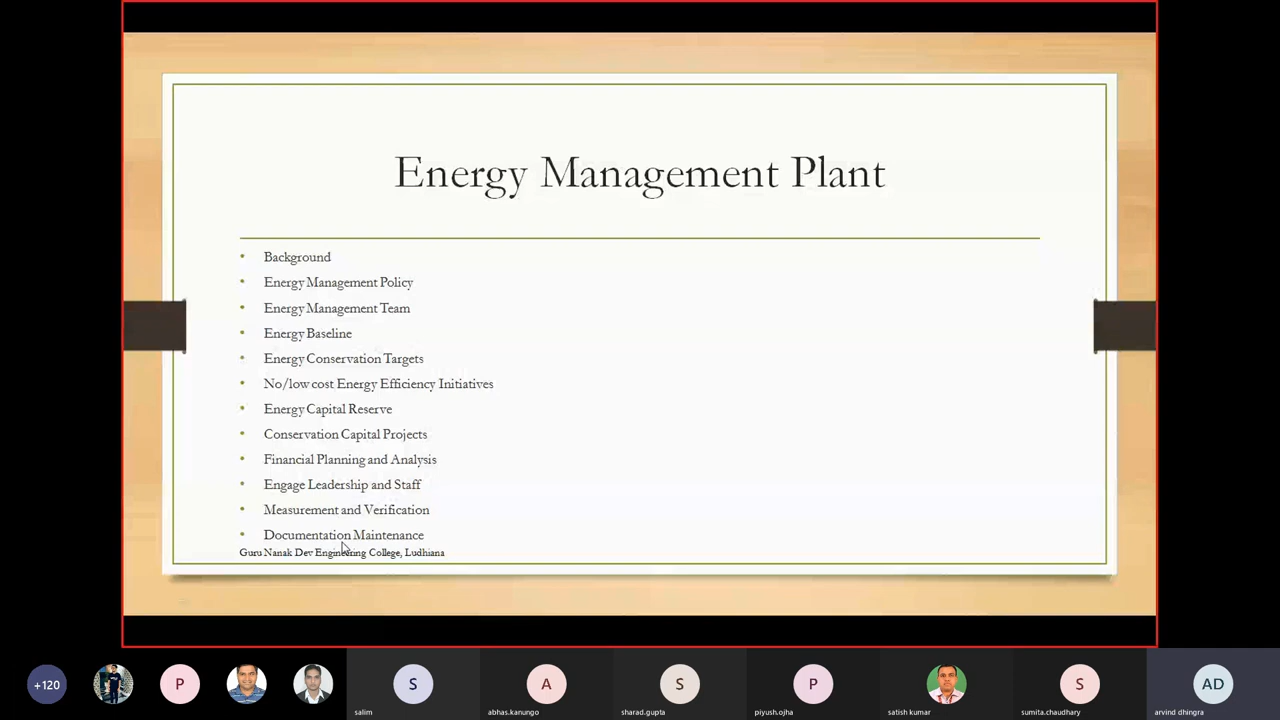 Energy Management Plant
Background
Energy Management Policy
Energy Management Team
Energy Baseline
Energy Conservation Targets
No/low cost Energy Efficiency Initiatives
Energy Capital Reserve
Conservation Capital Projects
Financial Planning and Analysis
Engage Leadership and Staff
Measurement and Verification
Documentation Maintenance
Guru Nanak Dev Engineering College, Ludhiana
+120
P
S
A
S
P
S
AD
salim
abhas.kanungo
sharad.gupta
piyush.ojha
satish kumar
sumita.chaudhary
arvind dhingra